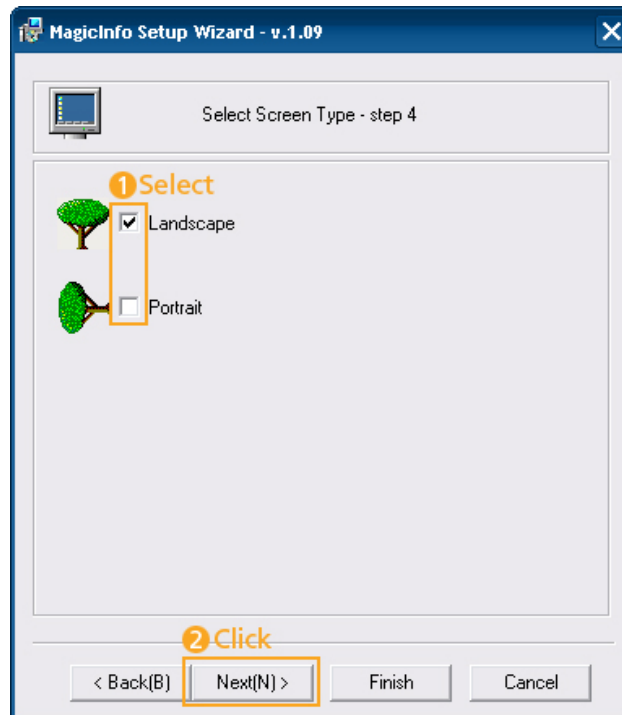 MagicInfo Setup Wizard - v.1.09
Select Screen Type - step 4
1 Select
Landscape
Portrait
2 Click
< Back(B) Next(N) > Finish Cancel